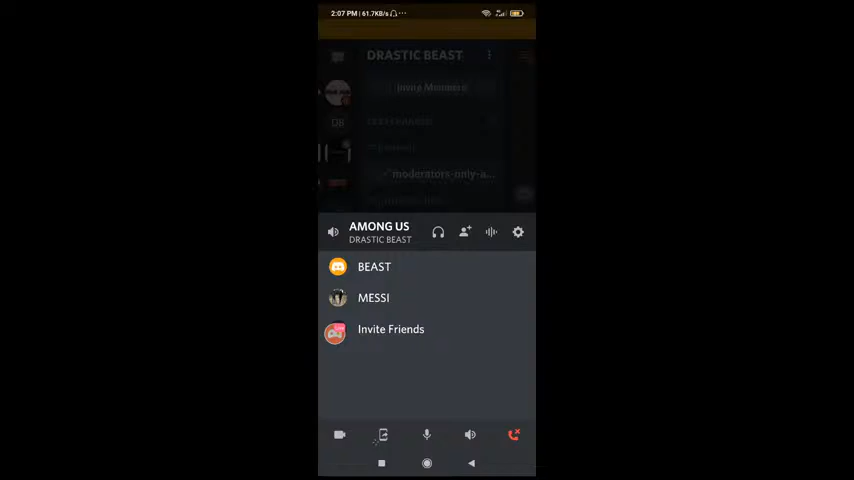 2:07 PM | 61.7KB/s
DRASTIC BEAST
Invite Members
DB
moderators-only-a...
AMONG US
DRASTIC BEAST
BEAST
MESSI
Invite Friends